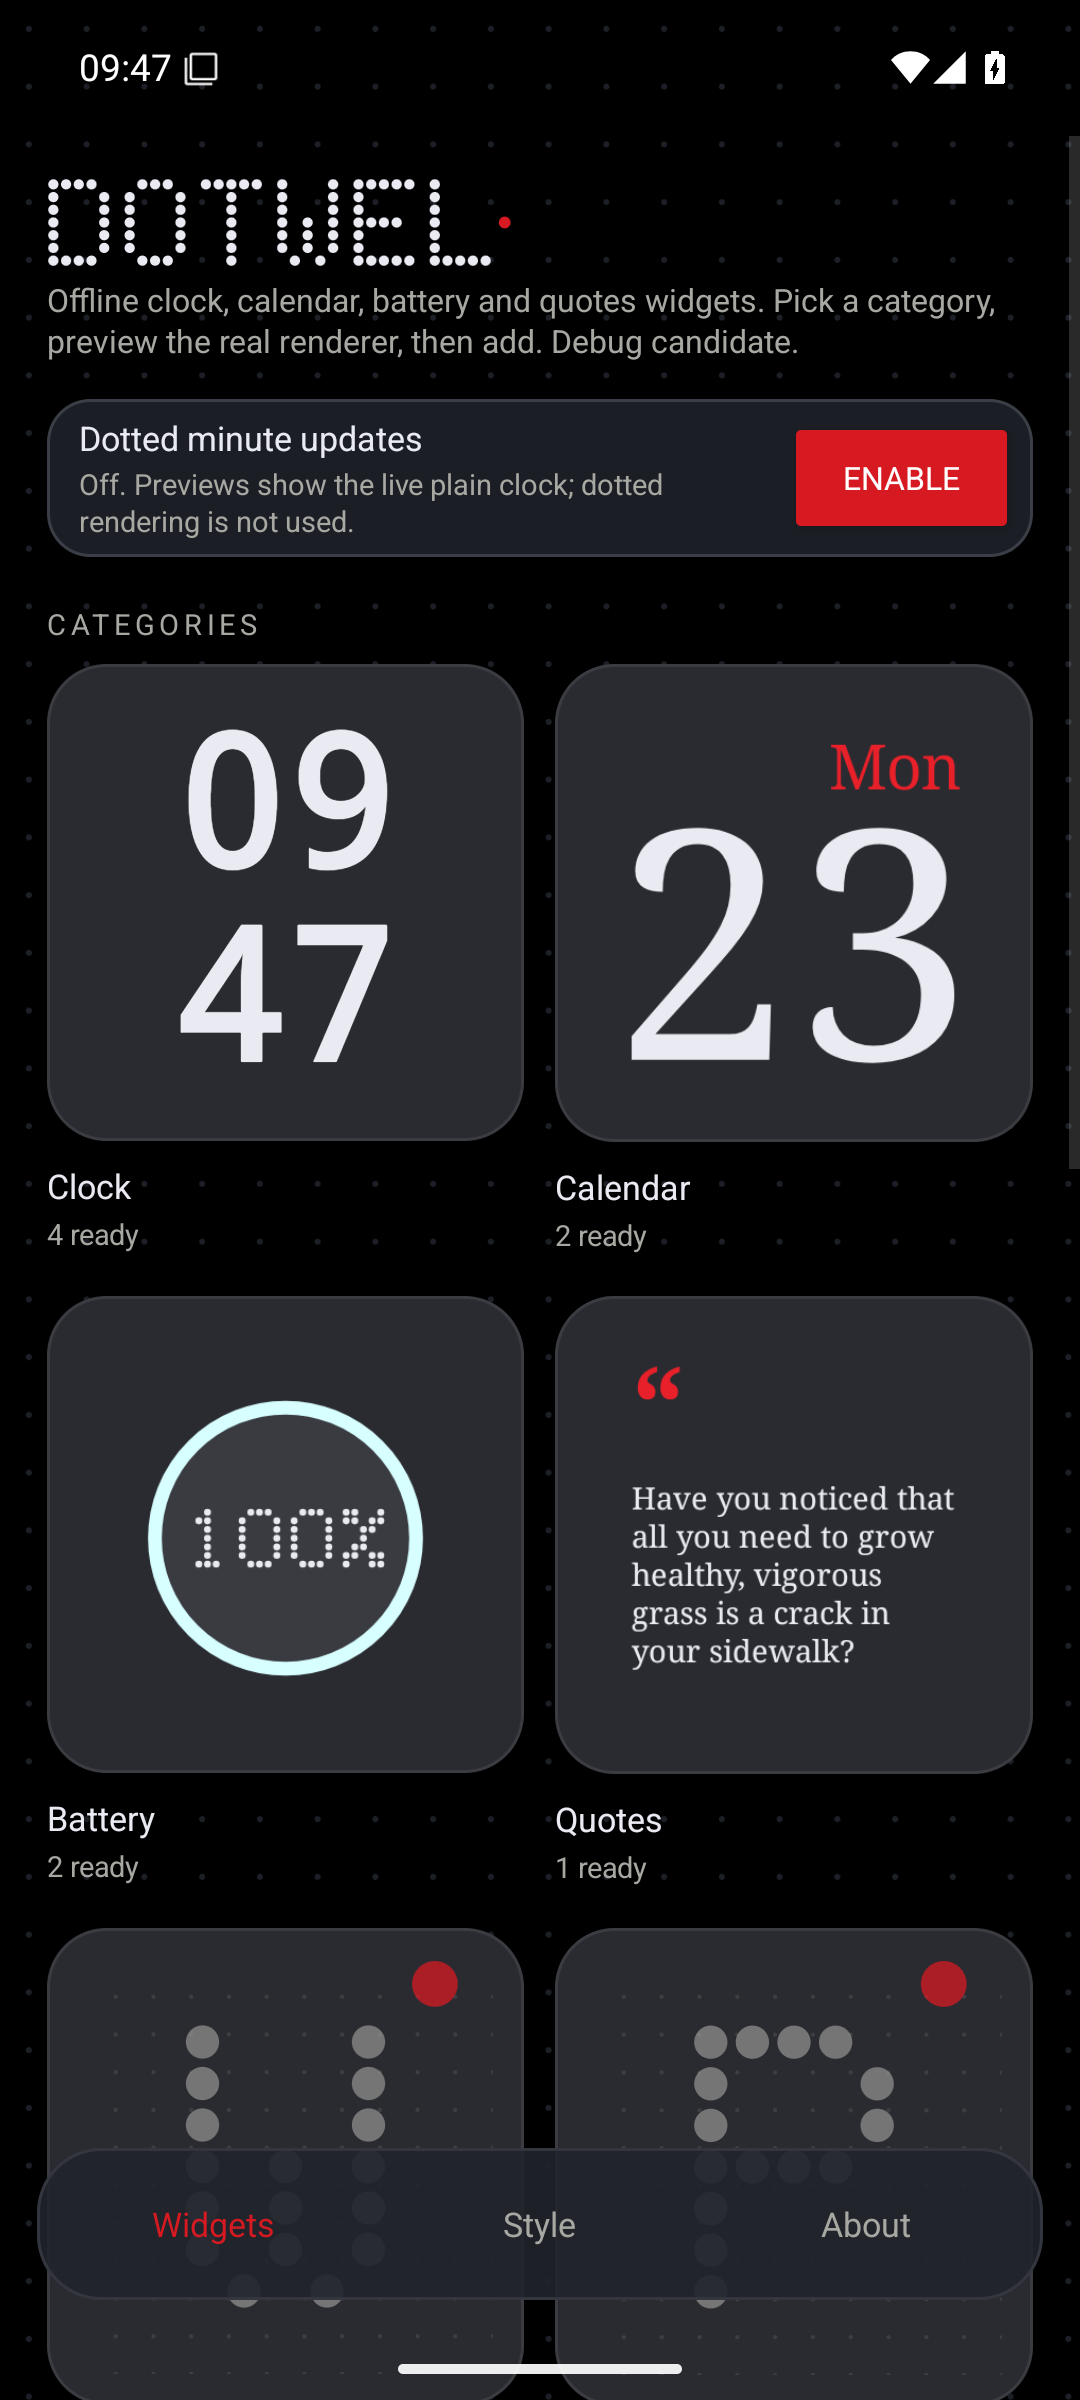 09:47
DOTWEL
Offline clock, calendar, battery and quotes widgets. Pick a category,
preview the real renderer, then add. Debug candidate.
Dotted minute updates
Off. Previews show the live plain clock; dotted
rendering is not used.
ENABLE
CATEGORIES
09
47
Mon
23
Clock
4 ready
Calendar
2 ready
100%
“
Have you noticed that
all you need to grow
healthy, vigorous
grass is a crack in
your sidewalk?
Battery
2 ready
Quotes
1 ready
W
P
Widgets
Style
About